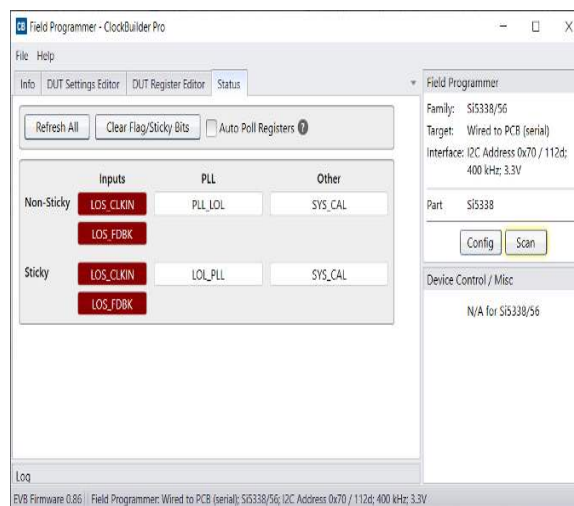 CB Field Programmer - ClockBuilder Pro
File Help
Info DUT Settings Editor DUT Register Editor Status
Refresh All Clear Flag/Sticky Bits Auto Poll Registers ?
Inputs PLL Other
Non-Sticky LOS_CLKIN PLL_LOL SYS_CAL
LOS_FDBK
Sticky LOS_CLKIN LOL_PLL SYS_CAL
LOS_FDBK
Log
Field Programmer
Family: Si5338/56
Target: Wired to PCB (serial)
Interface: I2C Address 0x70 / 112d;
400 kHz; 3.3V
Part Si5338
Config Scan
Device Control / Misc
N/A for Si5338/56
EVB Firmware 0.86 Field Programmer: Wired to PCB (serial); Si5338/56; I2C Address 0x70 / 112d; 400 kHz; 3.3V